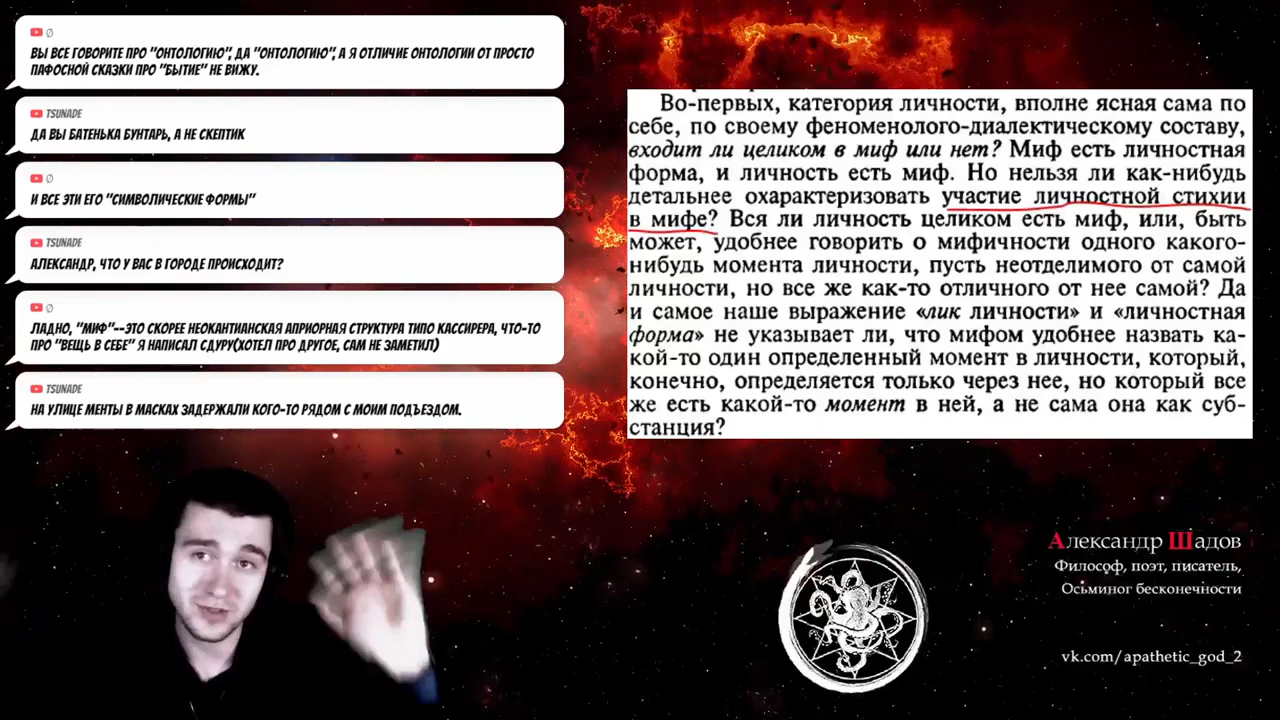 Ø
ВЫ ВСЕ ГОВОРИТЕ ПРО "ОНТОЛОГИЮ", ДА "ОНТОЛОГИЮ", А Я ОТЛИЧИЕ ОНТОЛОГИИ ОТ ПРОСТО
ПАФОСНОЙ СКАЗКИ ПРО "БЫТИЕ" НЕ ВИЖУ.
TSUNADE
ДА ВЫ БАТЕНЬКА БУНТАРЬ, А НЕ СКЕПТИК
Ø
И ВСЕ ЭТИ ЕГО "СИМВОЛИЧЕСКИЕ ФОРМЫ"
TSUNADE
АЛЕКСАНДР, ЧТО У ВАС В ГОРОДЕ ПРОИСХОДИТ?
Ø
ЛАДНО, "МИФ"--ЭТО СКОРЕЕ НЕОКАНТИАНСКАЯ АПРИОРНАЯ СТРУКТУРА ТИПО КАССИРЕРА, ЧТО-ТО
ПРО "ВЕЩЬ В СЕБЕ" Я НАПИСАЛ СДУРУ(ХОТЕЛ ПРО ДРУГОЕ, САМ НЕ ЗАМЕТИЛ)
TSUNADE
НА УЛИЦЕ МЕНТЫ В МАСКАХ ЗАДЕРЖАЛИ КОГО-ТО РЯДОМ С МОИМ ПОДЪЕЗДОМ.
Во-первых, категория личности, вполне ясная сама по
себе, по своему феноменолого-диалектическому составу,
входит ли целиком в миф или нет? Миф есть личностная
форма, и личность есть миф. Но нельзя ли как-нибудь
детальнее охарактеризовать участие личностной стихии
в мифе? Вся ли личность целиком есть миф, или, быть
может, удобнее говорить о мифичности одного какого-
нибудь момента личности, пусть неотделимого от самой
личности, но все же как-то отличного от нее самой? Да
и самое наше выражение «лик личности» и «личностная
форма» не указывает ли, что мифом удобнее назвать ка-
кой-то один определенный момент в личности, который,
конечно, определяется только через нее, но который все
же есть какой-то момент в ней, а не сама она как суб-
станция?
Александр Шадов
Философ, поэт, писатель,
Осьминог бесконечности
vk.com/apathetic_god_2